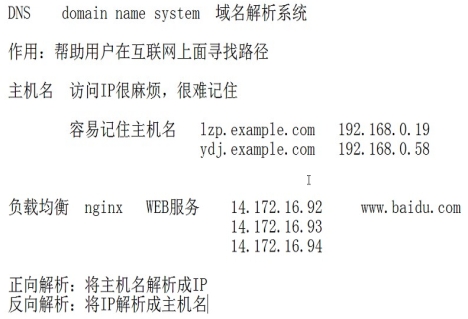 DNS domain name system 域名解析系统
作用：帮助用户在互联网上面寻找路径
主机名 访问IP很麻烦，很难记住
容易记住主机名 lzp.example.com 192.168.0.19
ydj.example.com 192.168.0.58
负载均衡 nginx WEB服务 14.172.16.92 www.baidu.com
14.172.16.93
14.172.16.94
正向解析：将主机名解析成IP
反向解析：将IP解析成主机名